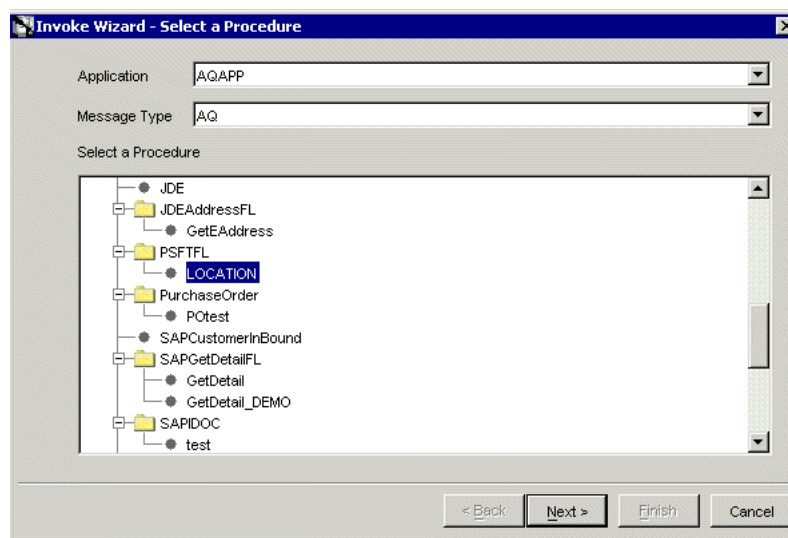 Invoke Wizard - Select a Procedure
Application AQAPP
Message Type AQ
Select a Procedure
JDE
JDEAddressFL
GetEAddress
PSFTFL
LOCATION
PurchaseOrder
POtest
SAPCustomerInBound
SAPGetDetailFL
GetDetail
GetDetail_DEMO
SAPIDOC
test
< Back Next > Finish Cancel